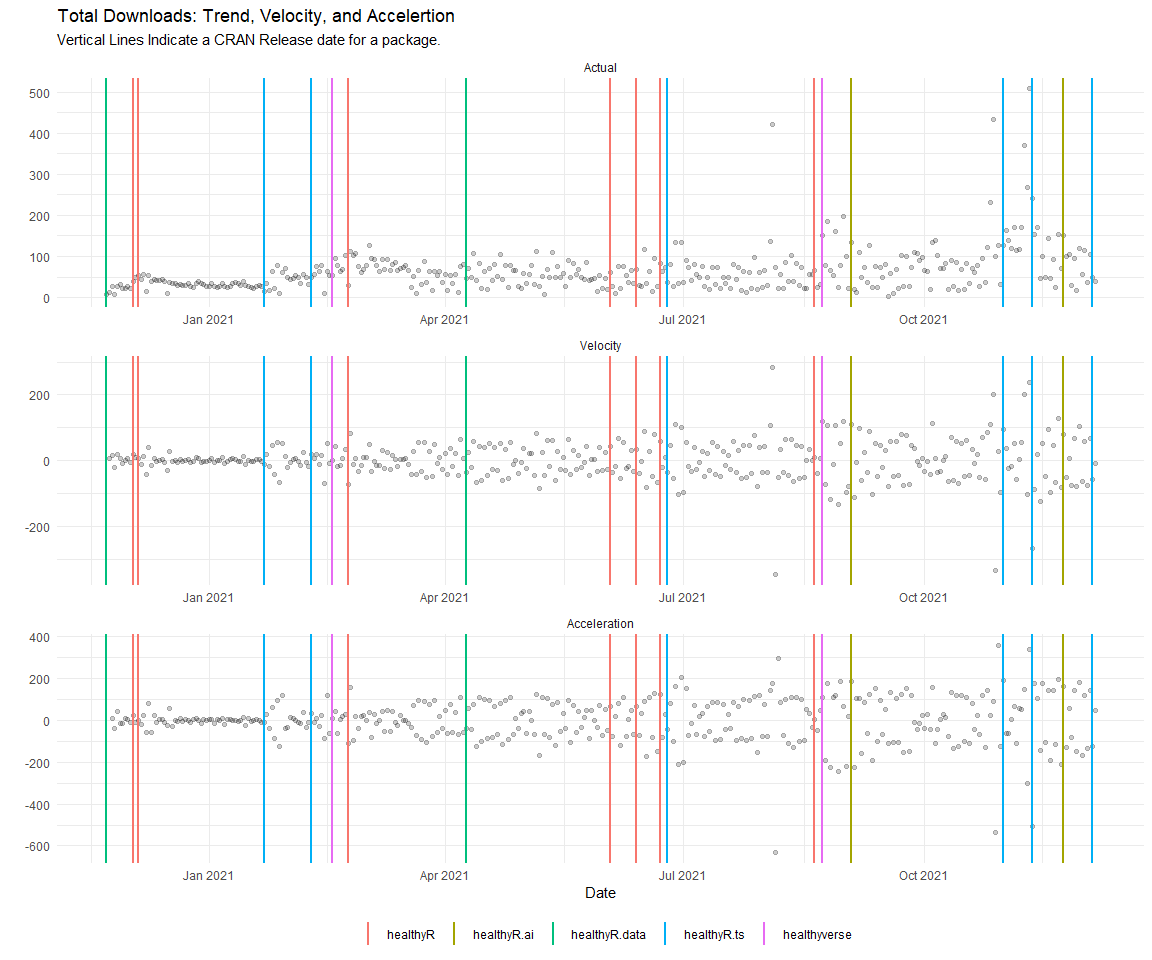 Total Downloads: Trend, Velocity, and Accelertion
Vertical Lines Indicate a CRAN Release date for a package.
Actual
500
400
300
200
100
0
Jan 2021 Apr 2021 Jul 2021 Oct 2021
Velocity
200
0
-200
Jan 2021 Apr 2021 Jul 2021 Oct 2021
Acceleration
400
200
0
-200
-400
-600
Jan 2021 Apr 2021 Jul 2021 Oct 2021
Date
healthyR healthyR.ai healthyR.data healthyR.ts healthyverse